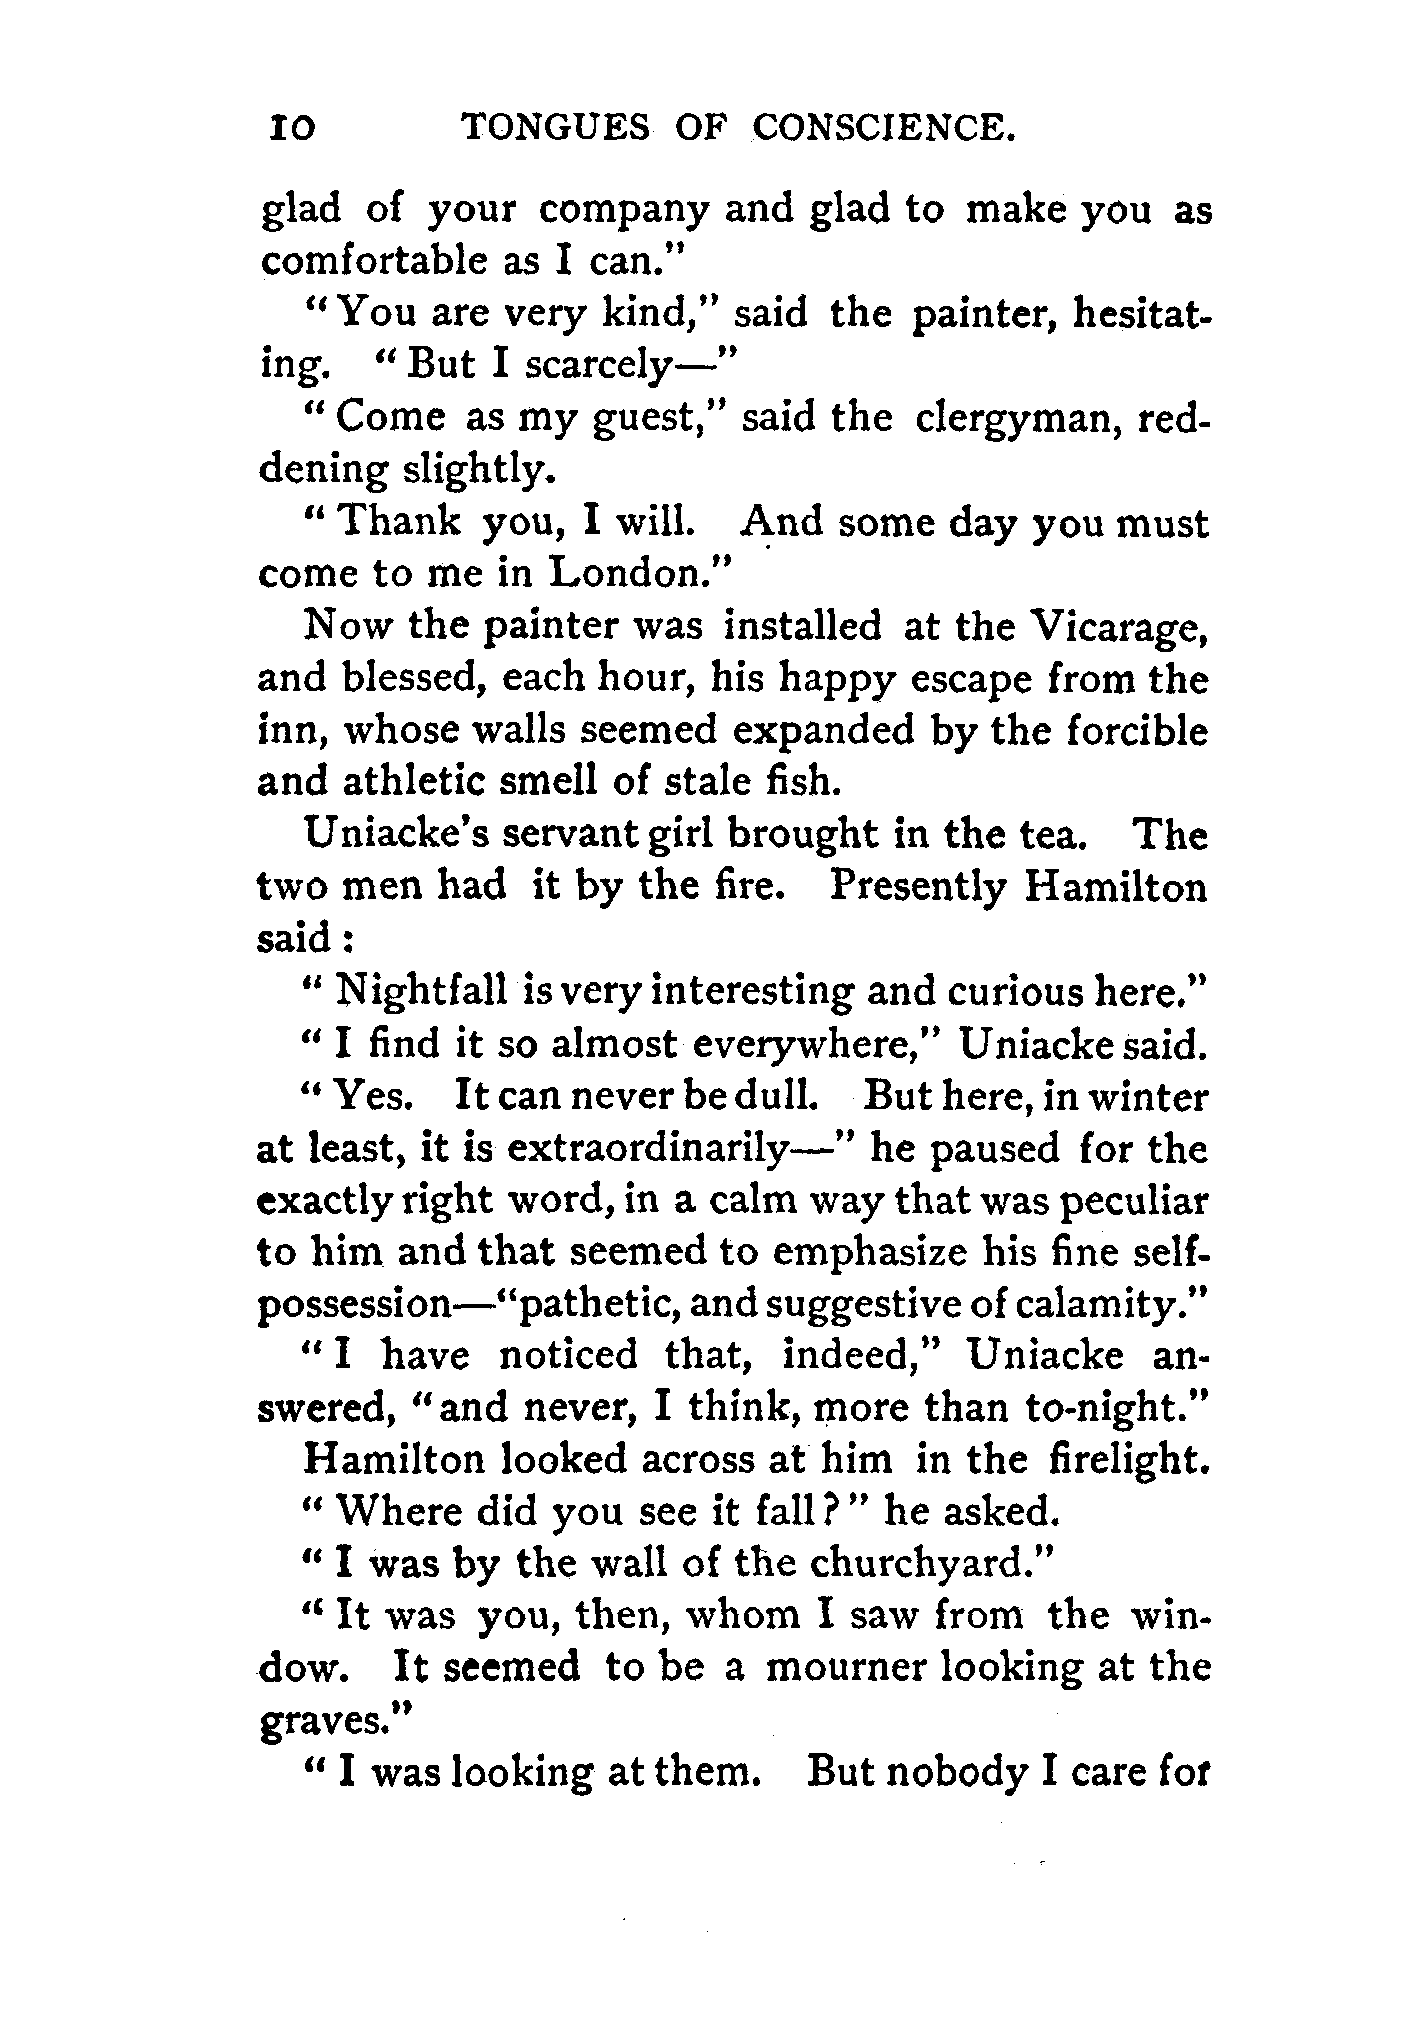 10 TONGUES OF CONSCIENCE.
glad of your company and glad to make you as
comfortable as I can."
"You are very kind," said the painter, hesitat-
ing. "But I scarcely—"
"Come as my guest," said the clergyman, red-
dening slightly.
"Thank you, I will. And some day you must
come to me in London."
Now the painter was installed at the Vicarage,
and blessed, each hour, his happy escape from the
inn, whose walls seemed expanded by the forcible
and athletic smell of stale fish.
Uniacke's servant girl brought in the tea. The
two men had it by the fire. Presently Hamilton
said:
"Nightfall is very interesting and curious here."
"I find it so almost everywhere," Uniacke said.
"Yes. It can never be dull. But here, in winter
at least, it is extraordinarily—" he paused for the
exactly right word, in a calm way that was peculiar
to him and that seemed to emphasize his fine self-
possession—"pathetic, and suggestive of calamity."
"I have noticed that, indeed," Uniacke an-
swered, "and never, I think, more than to-night."
Hamilton looked across at him in the firelight.
"Where did you see it fall?" he asked.
"I was by the wall of the churchyard."
"It was you, then, whom I saw from the win-
dow. It seemed to be a mourner looking at the
graves."
"I was looking at them. But nobody I care for